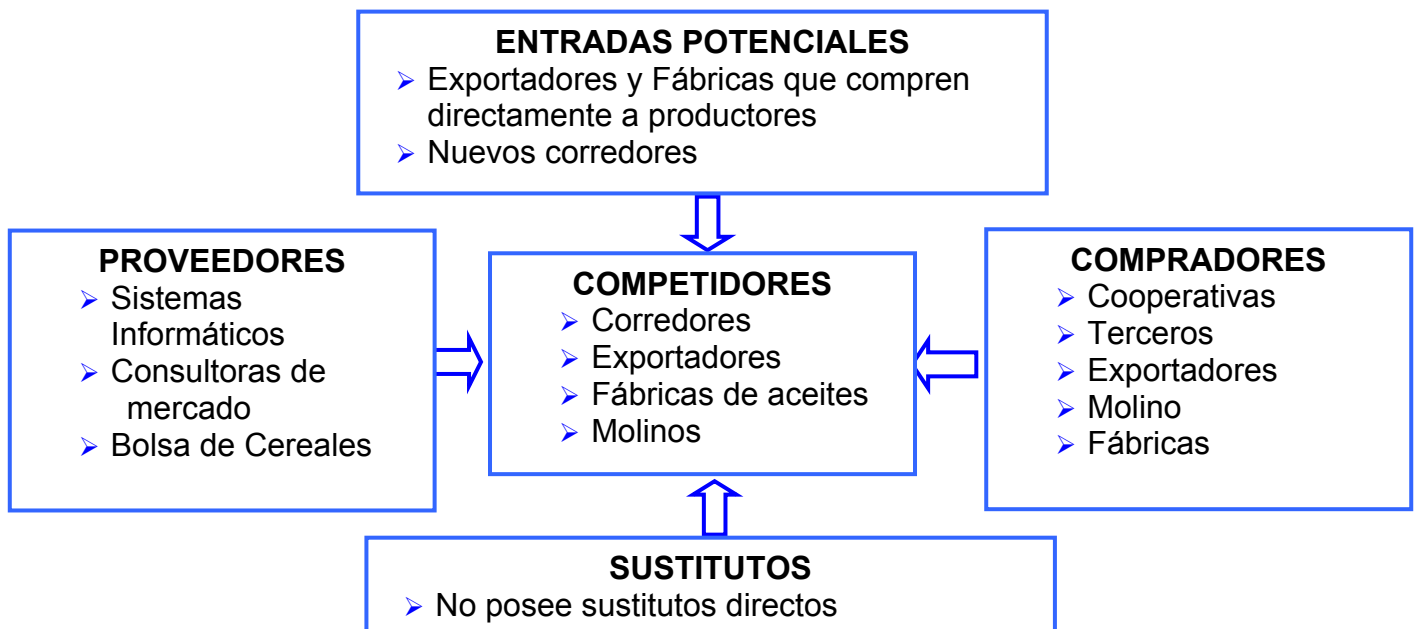 ENTRADAS POTENCIALES
➢ Exportadores y Fábricas que compren
directamente a productores
➢ Nuevos corredores
PROVEEDORES
➢ Sistemas
Informáticos
➢ Consultoras de
mercado
➢ Bolsa de Cereales
COMPETIDORES
➢ Corredores
➢ Exportadores
➢ Fábricas de aceites
➢ Molinos
COMPRADORES
➢ Cooperativas
➢ Terceros
➢ Exportadores
➢ Molino
➢ Fábricas
SUSTITUTOS
➢ No posee sustitutos directos